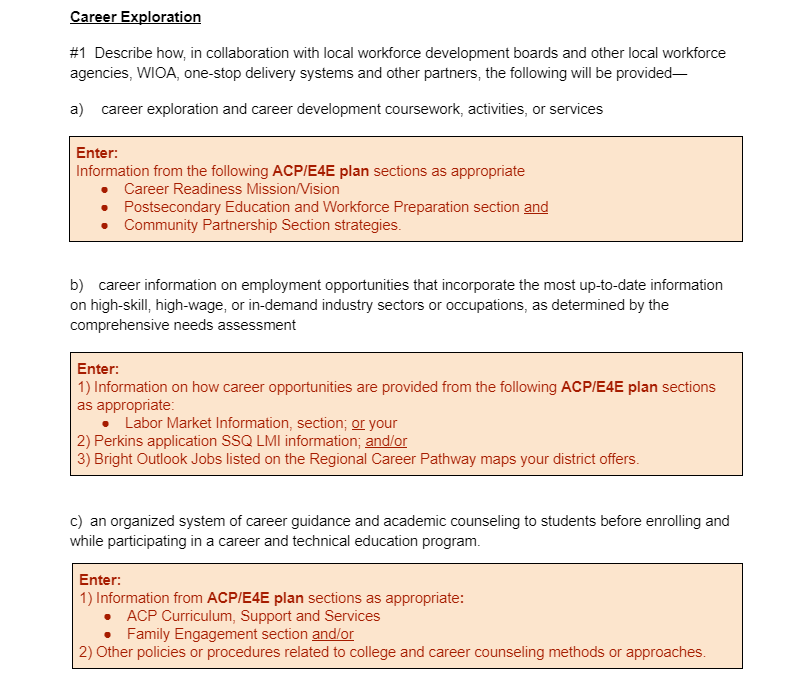 Career Exploration
#1 Describe how, in collaboration with local workforce development boards and other local workforce
agencies, WIOA, one-stop delivery systems and other partners, the following will be provided—
a) career exploration and career development coursework, activities, or services
Enter:
Information from the following ACP/E4E plan sections as appropriate
● Career Readiness Mission/Vision
● Postsecondary Education and Workforce Preparation section and
● Community Partnership Section strategies.
b) career information on employment opportunities that incorporate the most up-to-date information
on high-skill, high-wage, or in-demand industry sectors or occupations, as determined by the
comprehensive needs assessment
Enter:
1) Information on how career opportunities are provided from the following ACP/E4E plan sections
as appropriate:
● Labor Market Information, section; or your
2) Perkins application SSQ LMI information; and/or
3) Bright Outlook Jobs listed on the Regional Career Pathway maps your district offers.
c) an organized system of career guidance and academic counseling to students before enrolling and
while participating in a career and technical education program.
Enter:
1) Information from ACP/E4E plan sections as appropriate:
● ACP Curriculum, Support and Services
● Family Engagement section and/or
2) Other policies or procedures related to college and career counseling methods or approaches.